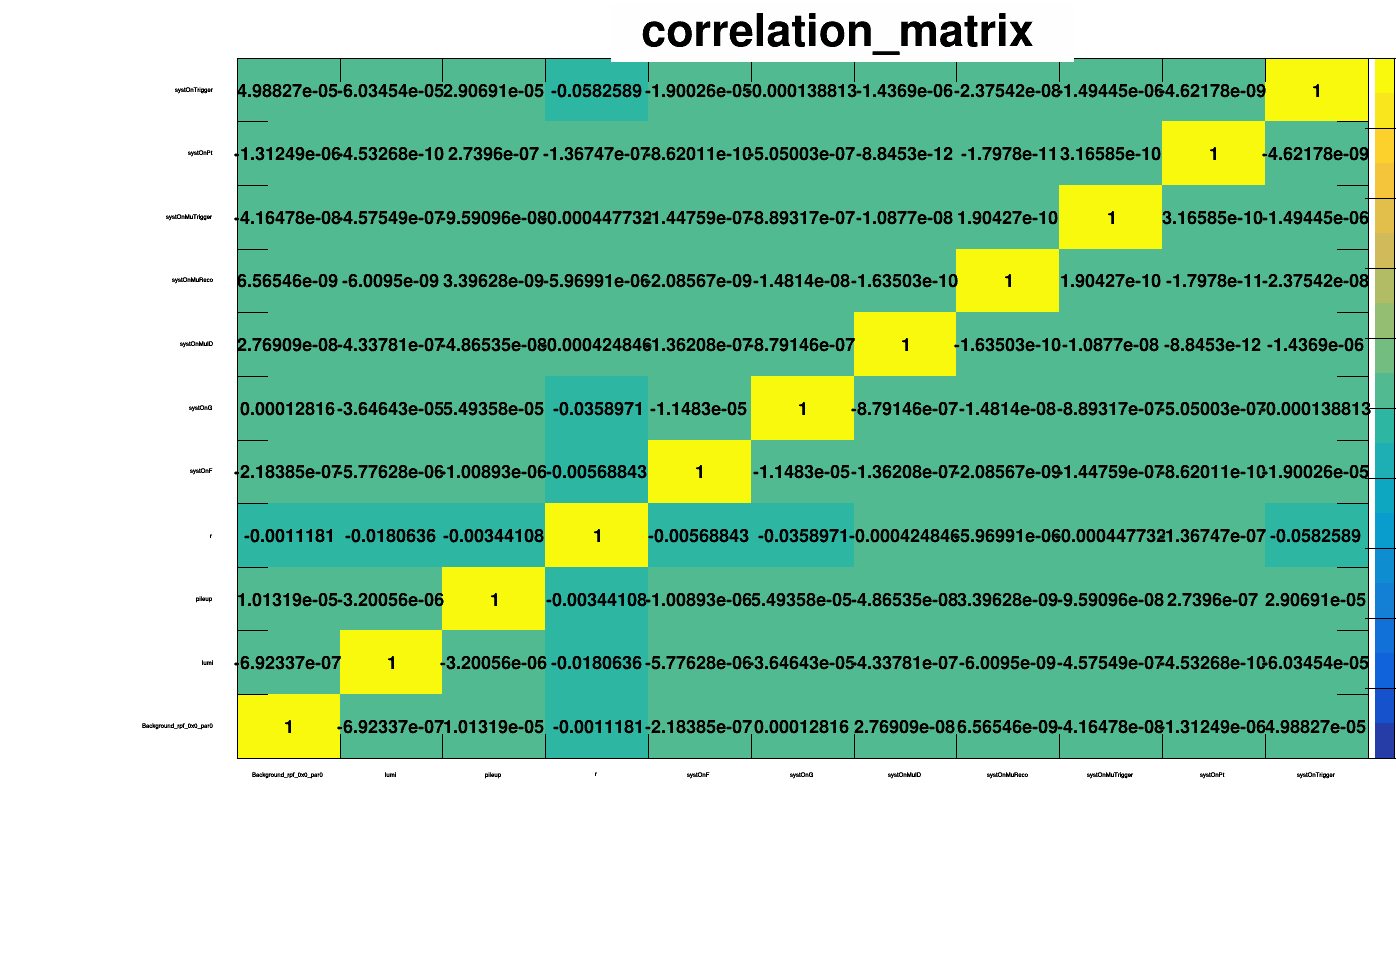 correlation_matrix
systOnTrigger 4.98827e-05 -6.03454e-05 2.90691e-05 -0.0582589 -1.90026e-05 -0.000138813 -1.4369e-06 -2.37542e-08 -1.49445e-06 -4.62178e-09 1
systOnPt -1.31249e-06 -4.53268e-10 2.7396e-07 -1.36747e-07 -8.62011e-10 -5.05003e-07 -8.8453e-12 -1.7978e-11 3.16585e-10 1 -4.62178e-09
systOnMuTrigger -4.16478e-08 -4.57549e-07 -9.59096e-08 -0.000447732 -1.44759e-07 -8.89317e-07 -1.0877e-08 1.90427e-10 1 3.16585e-10 -1.49445e-06
systOnMuReco 6.56546e-09 -6.0095e-09 3.39628e-09 -5.96991e-06 -2.08567e-09 -1.4814e-08 -1.63503e-10 1 1.90427e-10 -1.7978e-11 -2.37542e-08
systOnMuID 2.76909e-08 -4.33781e-07 -4.86535e-08 -0.000424846 -1.36208e-07 -8.79146e-07 1 -1.63503e-10 -1.0877e-08 -8.8453e-12 -1.4369e-06
systOnG 0.00012816 -3.64643e-05 5.49358e-05 -0.0358971 -1.1483e-05 1 -8.79146e-07 -1.4814e-08 -8.89317e-07 -5.05003e-07 -0.000138813
systOnF -2.18385e-07 -5.77628e-06 -1.00893e-06 -0.00568843 1 -1.1483e-05 -1.36208e-07 -2.08567e-09 -1.44759e-07 -8.62011e-10 -1.90026e-05
r -0.0011181 -0.0180636 -0.00344108 1 -0.00568843 -0.0358971 -0.000424846 -5.96991e-06 -0.000447732 -1.36747e-07 -0.0582589
pileup 1.01319e-05 -3.20056e-06 1 -0.00344108 -1.00893e-06 5.49358e-05 -4.86535e-08 3.39628e-09 -9.59096e-08 2.7396e-07 2.90691e-05
lumi -6.92337e-07 1 -3.20056e-06 -0.0180636 -5.77628e-06 -3.64643e-05 -4.33781e-07 -6.0095e-09 -4.57549e-07 -4.53268e-10 -6.03454e-05
Background_rpf_0x0_par0 1 -6.92337e-07 1.01319e-05 -0.0011181 -2.18385e-07 0.00012816 2.76909e-08 6.56546e-09 -4.16478e-08 -1.31249e-06 4.98827e-05
Background_rpf_0x0_par0 lumi pileup r systOnF systOnG systOnMuID systOnMuReco systOnMuTrigger systOnPt systOnTrigger